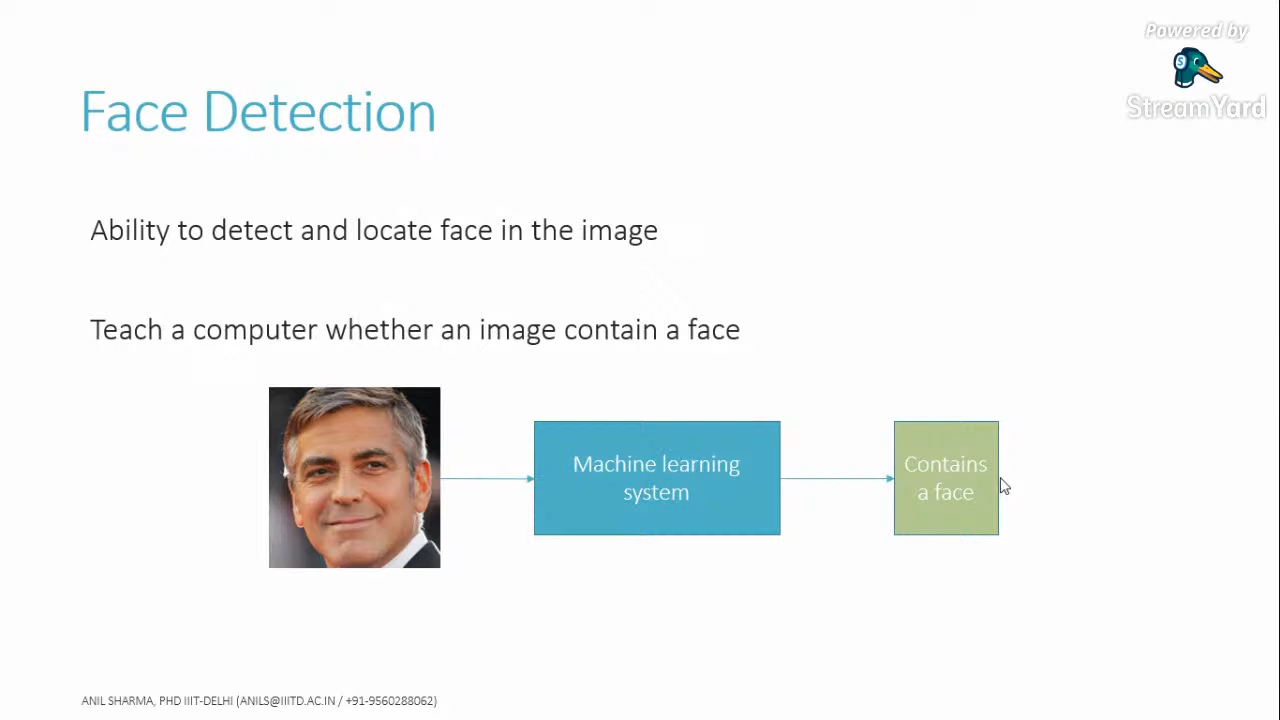 Powered by
StreamYard
Face Detection
Ability to detect and locate face in the image
Teach a computer whether an image contain a face
Machine learning
system
Contains
a face
ANIL SHARMA, PHD IIIT-DELHI (ANILS@IIITD.AC.IN / +91-9560288062)